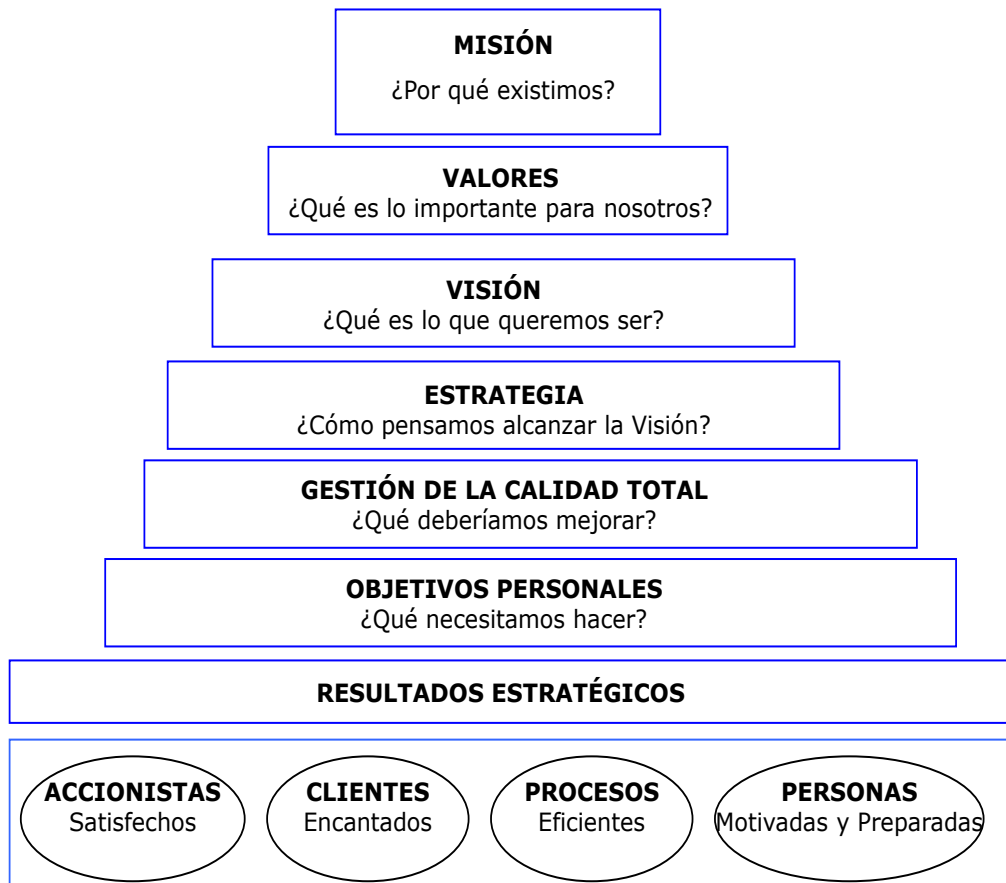 MISIÓN
¿Por qué existimos?
VALORES
¿Qué es lo importante para nosotros?
VISIÓN
¿Qué es lo que queremos ser?
ESTRATEGIA
¿Cómo pensamos alcanzar la Visión?
GESTIÓN DE LA CALIDAD TOTAL
¿Qué deberíamos mejorar?
OBJETIVOS PERSONALES
¿Qué necesitamos hacer?
RESULTADOS ESTRATÉGICOS
ACCIONISTAS
Satisfechos
CLIENTES
Encantados
PROCESOS
Eficientes
PERSONAS
Motivadas y Preparadas